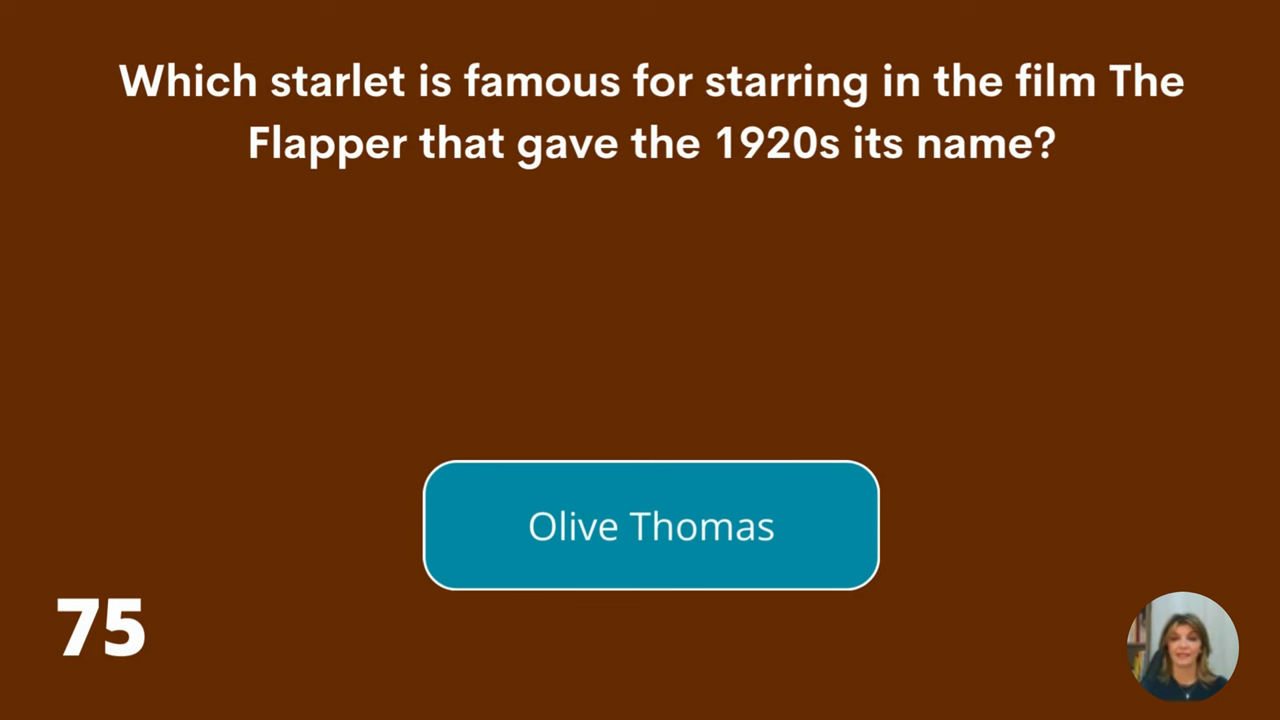 Which starlet is famous for starring in the film The
Flapper that gave the 1920s its name?
Olive Thomas
75